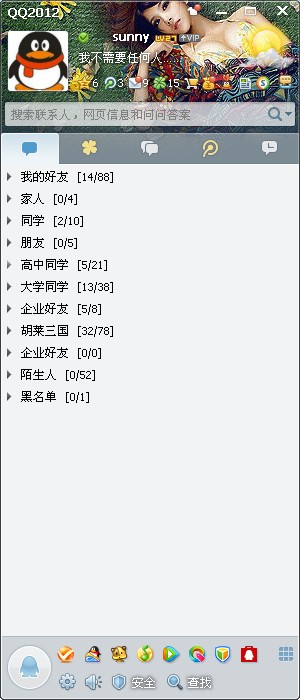 QQ2012
sunny LV27 VIP
我不需要任何人...
6 3 9 15
搜索联系人，网页信息和问问答案
我的好友 [14/88]
家人 [0/4]
同学 [2/10]
朋友 [0/5]
高中同学 [5/21]
大学同学 [13/38]
企业好友 [5/8]
胡莱三国 [32/78]
企业好友 [0/0]
陌生人 [0/52]
黑名单 [0/1]
安全 查找